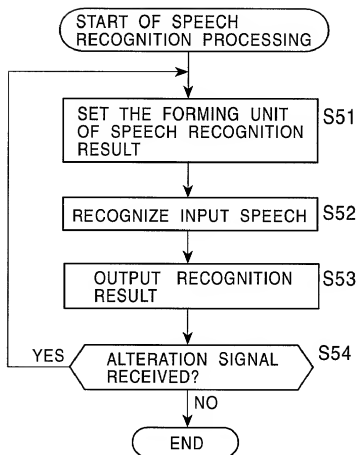 START OF SPEECH
RECOGNITION PROCESSING
SET THE FORMING UNIT
OF SPEECH RECOGNITION
RESULT
S51
RECOGNIZE INPUT SPEECH
S52
OUTPUT RECOGNITION
RESULT
S53
YES
ALTERATION SIGNAL
RECEIVED?
S54
NO
END